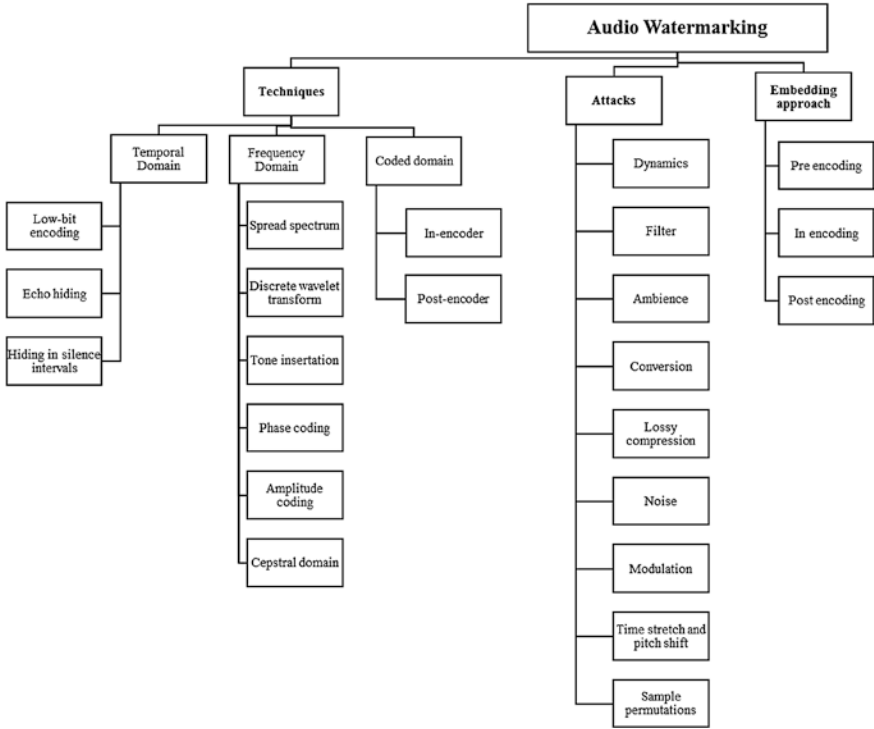 Audio Watermarking
Techniques
Attacks
Embedding
approach
Temporal
Domain
Frequency
Domain
Coded domain
Low-bit
encoding
Echo hiding
Hiding in silence
intervals
Spread spectrum
Discrete wavelet
transform
Tone insertation
Phase coding
Amplitude
coding
Cepstral domain
In-encoder
Post-encoder
Dynamics
Filter
Ambience
Conversion
Lossy
compression
Noise
Modulation
Time stretch and
pitch shift
Sample
permutations
Pre encoding
In encoding
Post encoding